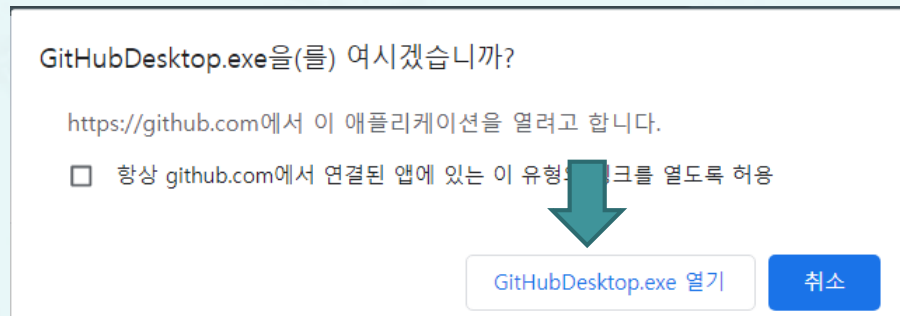 GitHubDesktop.exe을(를) 여시겠습니까?
https://github.com에서 이 애플리케이션을 열려고 합니다.
항상 github.com에서 연결된 앱에 있는 이 유형 를 열도록 허용
GitHubDesktop.exe 열기
취소